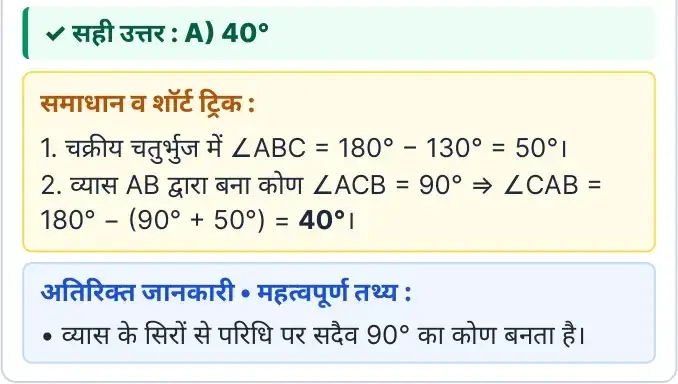 ✓ सही उत्तर : A) 40°
समाधान व शॉर्ट ट्रिक :
1. चक्रीय चतुर्भुज में ∠ABC = 180° − 130° = 50°।
2. व्यास AB द्वारा बना कोण ∠ACB = 90° ⇒ ∠CAB =
180° − (90° + 50°) = 40°।
अतिरिक्त जानकारी • महत्वपूर्ण तथ्य :
• व्यास के सिरों से परिधि पर सदैव 90° का कोण बनता है।